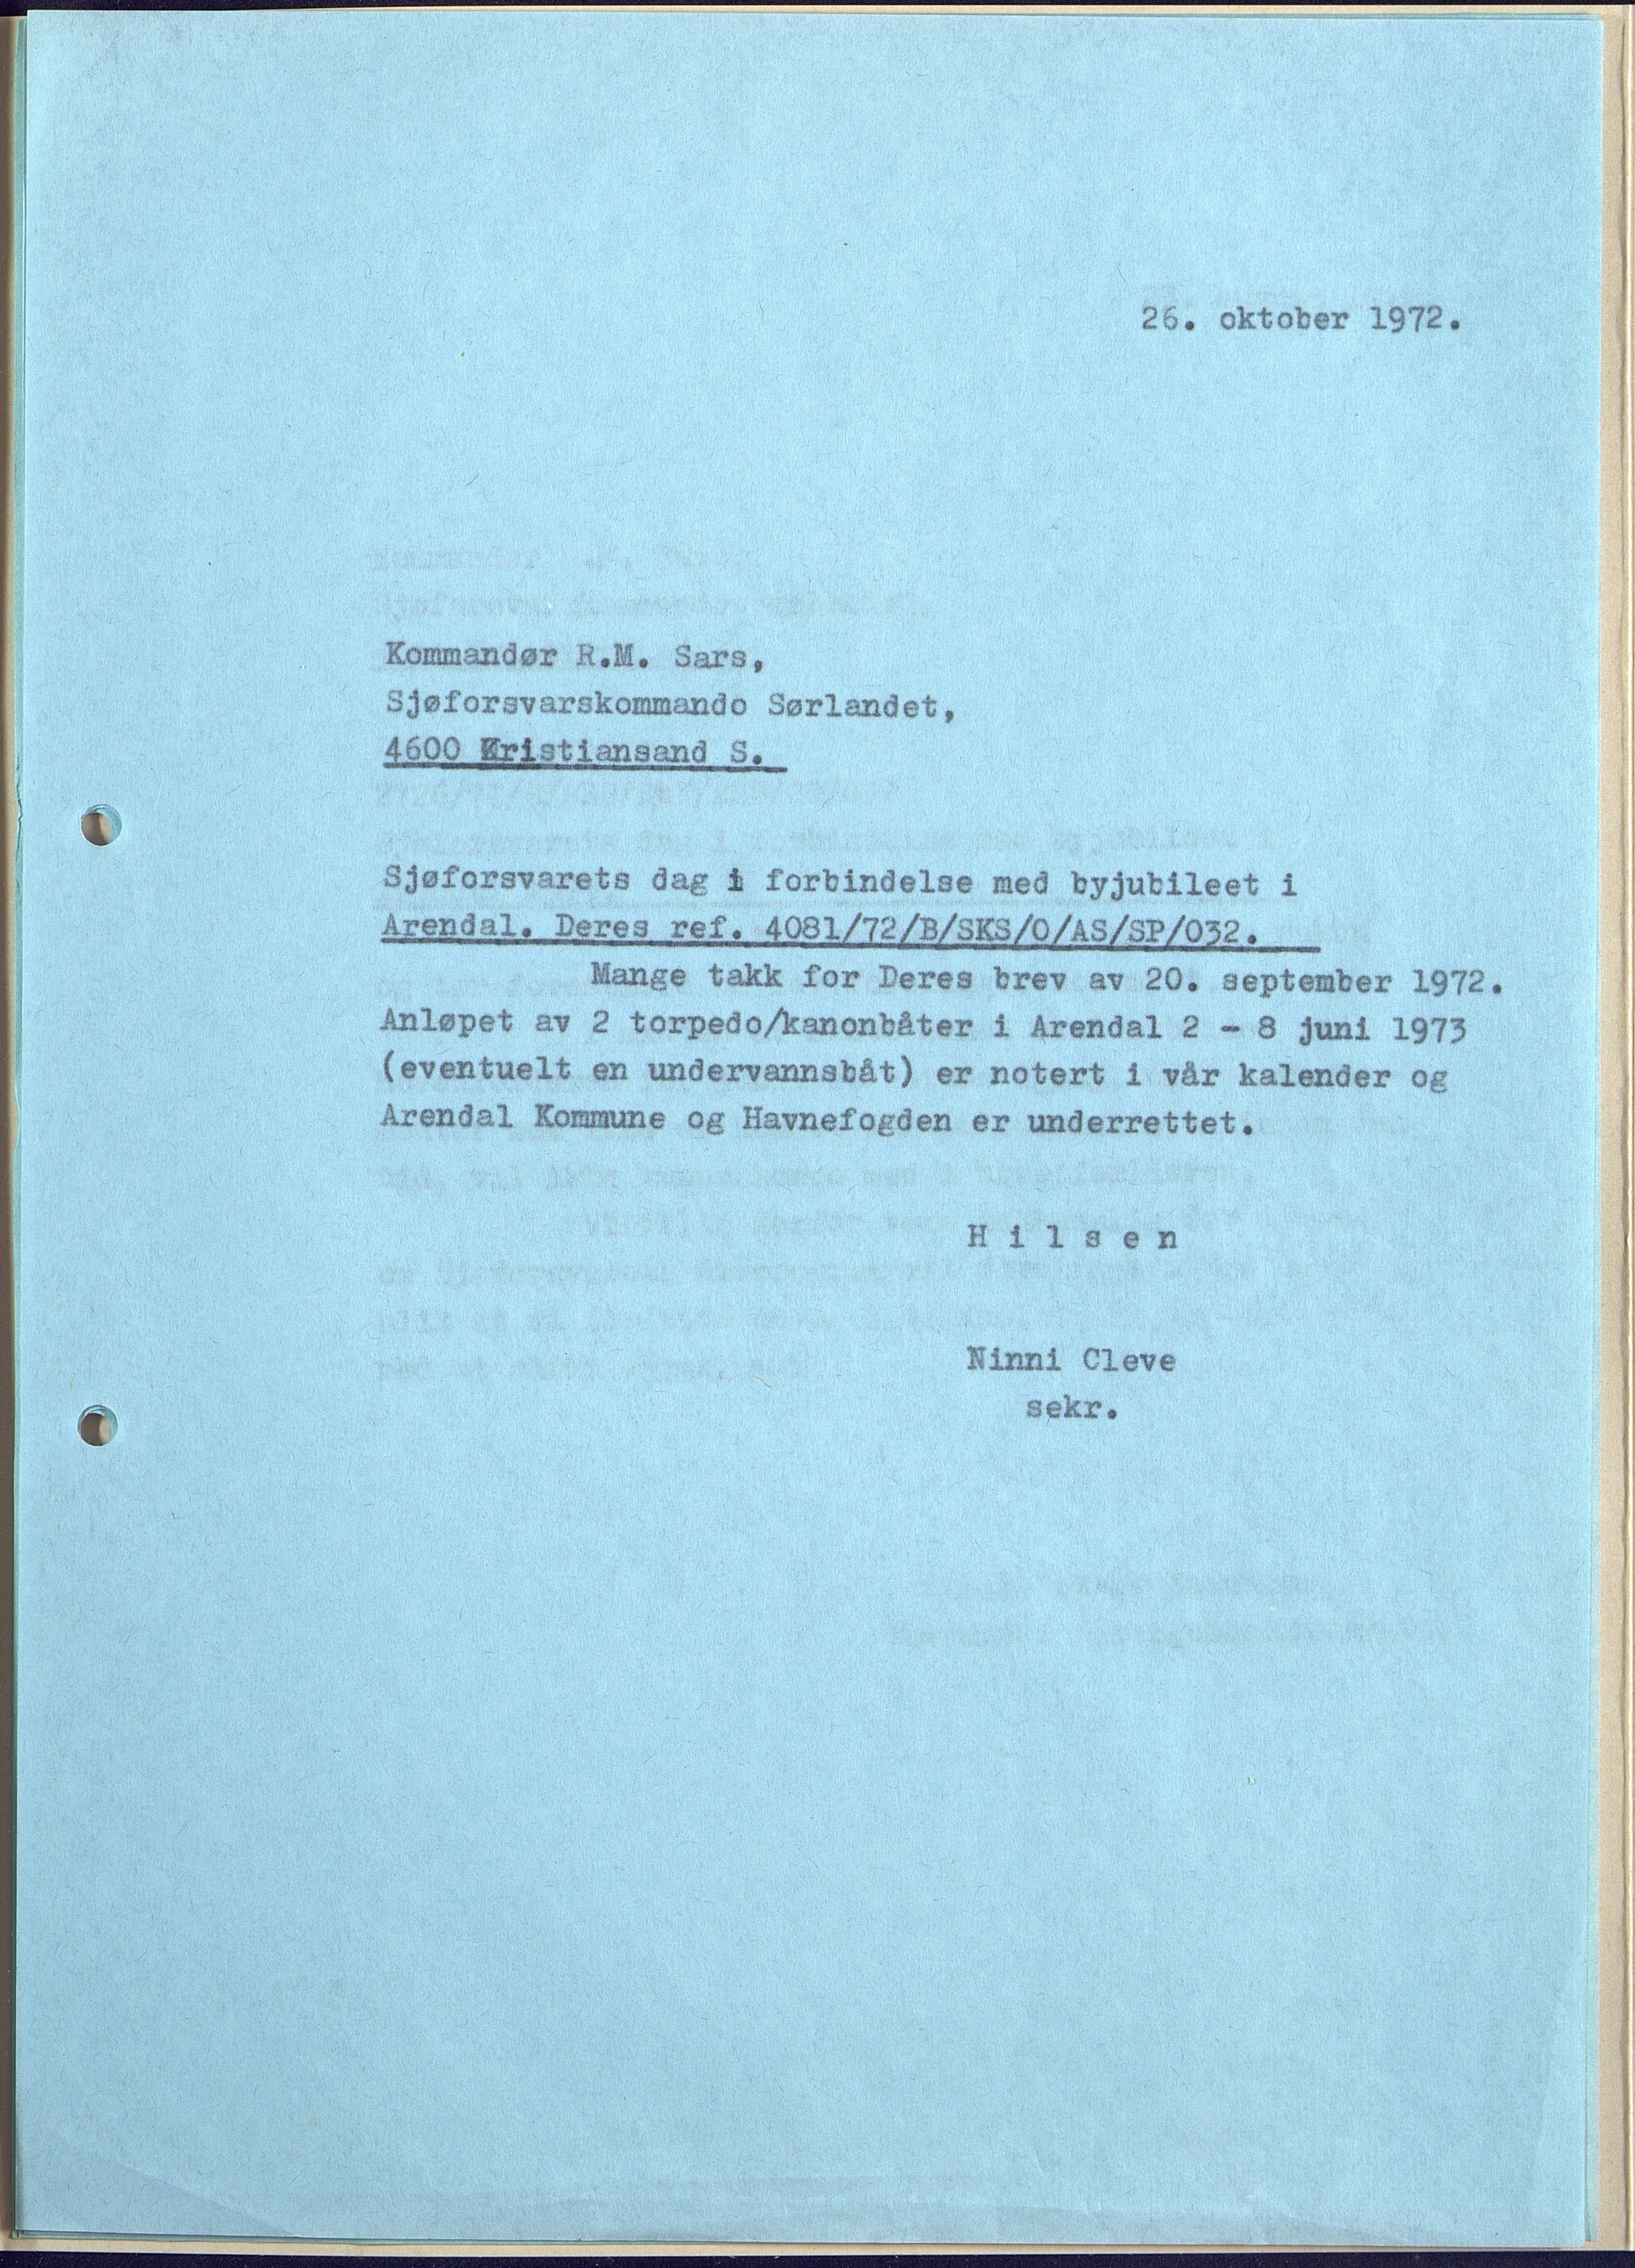 26. oktober 1972.
Kommandør R.M. Sars,
Sjøforsvarskommando Sørlandet,
4600 Kristiansand S.
Sjøforsvarets dag i forbindelse med byjubileet i
Arendal. Deres ref. 4081/72/B/SKS/O/AS/SP/032.
Mange takk for Deres brev av 20. september 1972.
Anløpet av 2 torpedo/kanonbåter i Arendal 2 - 8 juni 1973
(eventuelt en undervannsbåt) er notert i vår kalender og
Arendal Kommune og Havnefogden er underrettet.
H i l s e n
Ninni Cleve
sekr.